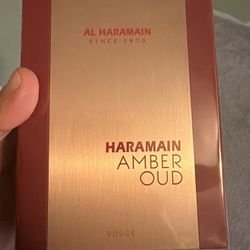 AL HARAMAIN
SINCE 1970
HARAMAIN
AMBER
OUD
ROUGE